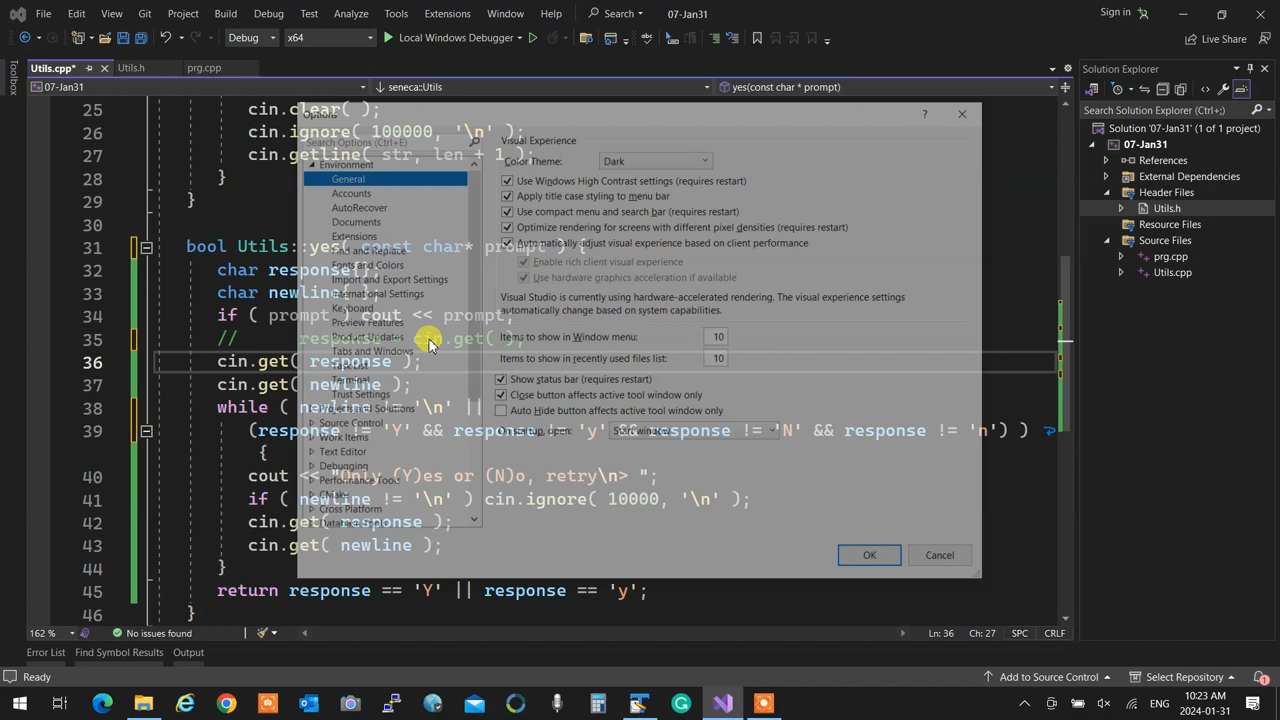 File Edit View Git Project Build Debug Test Analyze Tools Extensions Window Help Search 07-Jan31 Sign in
Debug x64 Local Windows Debugger Live Share
Utils.cpp* Utils.h prg.cpp
Toolbox
07-Jan31 seneca::Utils yes(const char * prompt)
25 cin.clear( );
26 cin.ignore( 100000, '\n' );
27 cin.getline( str, len + 1 );
28 }
29 }
30
31 bool Utils::yes( const char* prompt ) {
32 char response{};
33 char newline{ };
34 if ( prompt ) cout << prompt;
35 // response = cin.get( );
36 cin.get( response );
37 cin.get( newline );
38 while ( newline != '\n' ||
39 (response != 'Y' && response != 'y' && response != 'N' && response != 'n') )
{
40 cout << "Only (Y)es or (N)o, retry\n> ";
41 if ( newline != '\n' ) cin.ignore( 10000, '\n' );
42 cin.get( response );
43 cin.get( newline );
44 }
45 return response == 'Y' || response == 'y';
46 }
Options
Search Options (Ctrl+E)
Environment
General
Accounts
AutoRecover
Documents
Extensions
Find and Replace
Fonts and Colors
Import and Export Settings
International Settings
Keyboard
Preview Features
Product Updates
Tabs and Windows
Terminal
Trust Settings
Projects and Solutions
Source Control
Work Items
Text Editor
Debugging
Performance Tools
CMake
Cross Platform
Visual Experience
Color Theme: Dark
Use Windows High Contrast settings (requires restart)
Apply title case styling to menu bar
Use compact menu and search bar (requires restart)
Optimize rendering for screens with different pixel densities (requires restart)
Automatically adjust visual experience based on client performance
Enable rich client visual experience
Use hardware graphics acceleration if available
Visual Studio is currently using hardware-accelerated rendering. The visual experience settings
automatically change based on system capabilities.
Items to show in Window menu: 10
Items to show in recently used files list: 10
Show status bar (requires restart)
Close button affects active tool window only
Auto Hide button affects active tool window only
On startup, open: Start window
OK Cancel
Solution Explorer
Search Solution Explorer (Ctrl+;)
Solution '07-Jan31' (1 of 1 project)
07-Jan31
References
External Dependencies
Header Files
Utils.h
Resource Files
Source Files
prg.cpp
Utils.cpp
162 % No issues found Ln: 36 Ch: 27 SPC CRLF
Error List Find Symbol Results Output
Ready Add to Source Control Select Repository 1
ENG 10:23 AM
2024-01-31